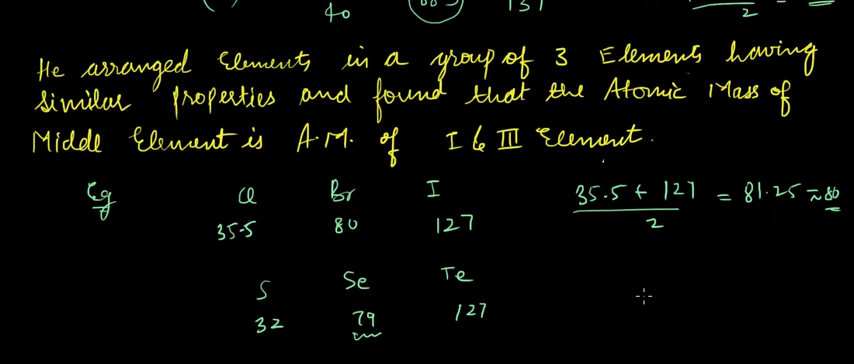 40 131 2
He arranged Elements in a group of 3 Elements having
similar properties and found that the Atomic Mass of
Middle Element is A.M. of I & III Element.
Eg Cl Br I 35.5 + 127 = 81.25 ≈ 80
35.5 80 127 2
S Se Te
32 79 127